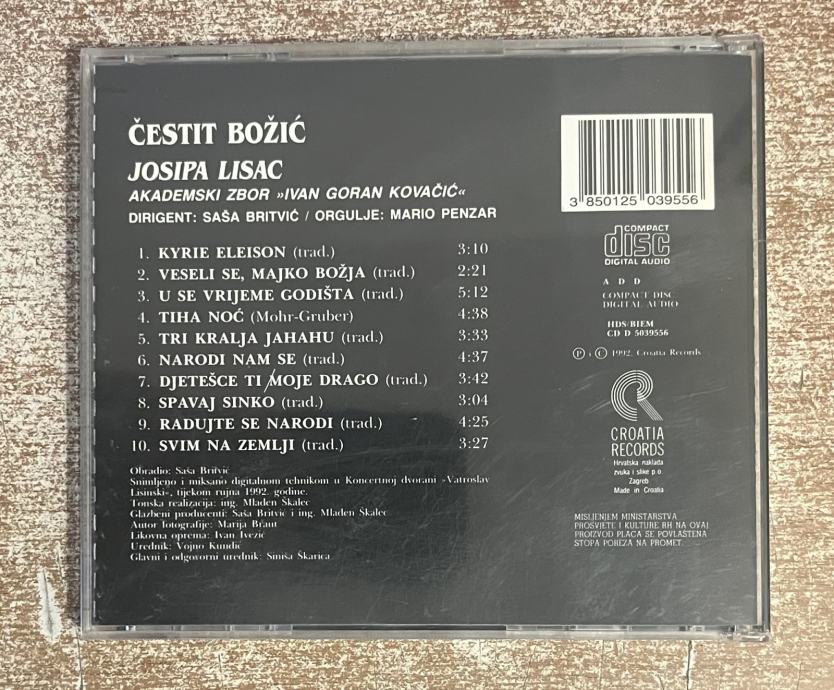 ČESTIT BOŽIĆ
JOSIPA LISAC
AKADEMSKI ZBOR »IVAN GORAN KOVAČIĆ«
DIRIGENT: SAŠA BRITVIĆ / ORGULJE: MARIO PENZAR
1. KYRIE ELEISON (trad.) 3:10
2. VESELI SE, MAJKO BOŽJA (trad.) 2:21
3. U SE VRIJEME GODIŠTA (trad.) 5:12
4. TIHA NOĆ (Mohr-Gruber) 4:38
5. TRI KRALJA JAHAHU (trad.) 3:33
6. NARODI NAM SE (trad.) 4:37
7. DJETEŠCE TI MOJE DRAGO (trad.) 3:42
8. SPAVAJ SINKO (trad.) 3:04
9. RADUJTE SE NARODI (trad.) 4:25
10. SVIM NA ZEMLJI (trad.) 3:27
Obradio: Saša Britvić
Snimljeno i miksano digitalnom tehnikom u Koncertnoj dvorani »Vatroslav
Lisinski«, tijekom rujna 1992. godine.
Tonska realizacija: ing. Mladen Škalec
Glazbeni producenti: Saša Britvić i ing. Mladen Škalec
Autor fotografije: Marija Braut
Likovna oprema: Ivan Ivezić
Urednik: Vojno Kundić
Glavni i odgovorni urednik: Siniša Škarica
3 850125 039556
COMPACT
disc
DIGITAL AUDIO
A D D
COMPACT DISC
DIGITAL AUDIO
HDS/BIEM
CD D 5039556
Ⓟ i Ⓒ 1992. Croatia Records
CROATIA
RECORDS
Hrvatska naklada
zvuka i slike p.o.
Zagreb
Made in Croatia
MIŠLJENJEM MINISTARSTVA
PROSVJETE I KULTURE RH NA OVAJ
PROIZVOD PLAĆA SE POVLAŠTENA
STOPA POREZA NA PROMET.